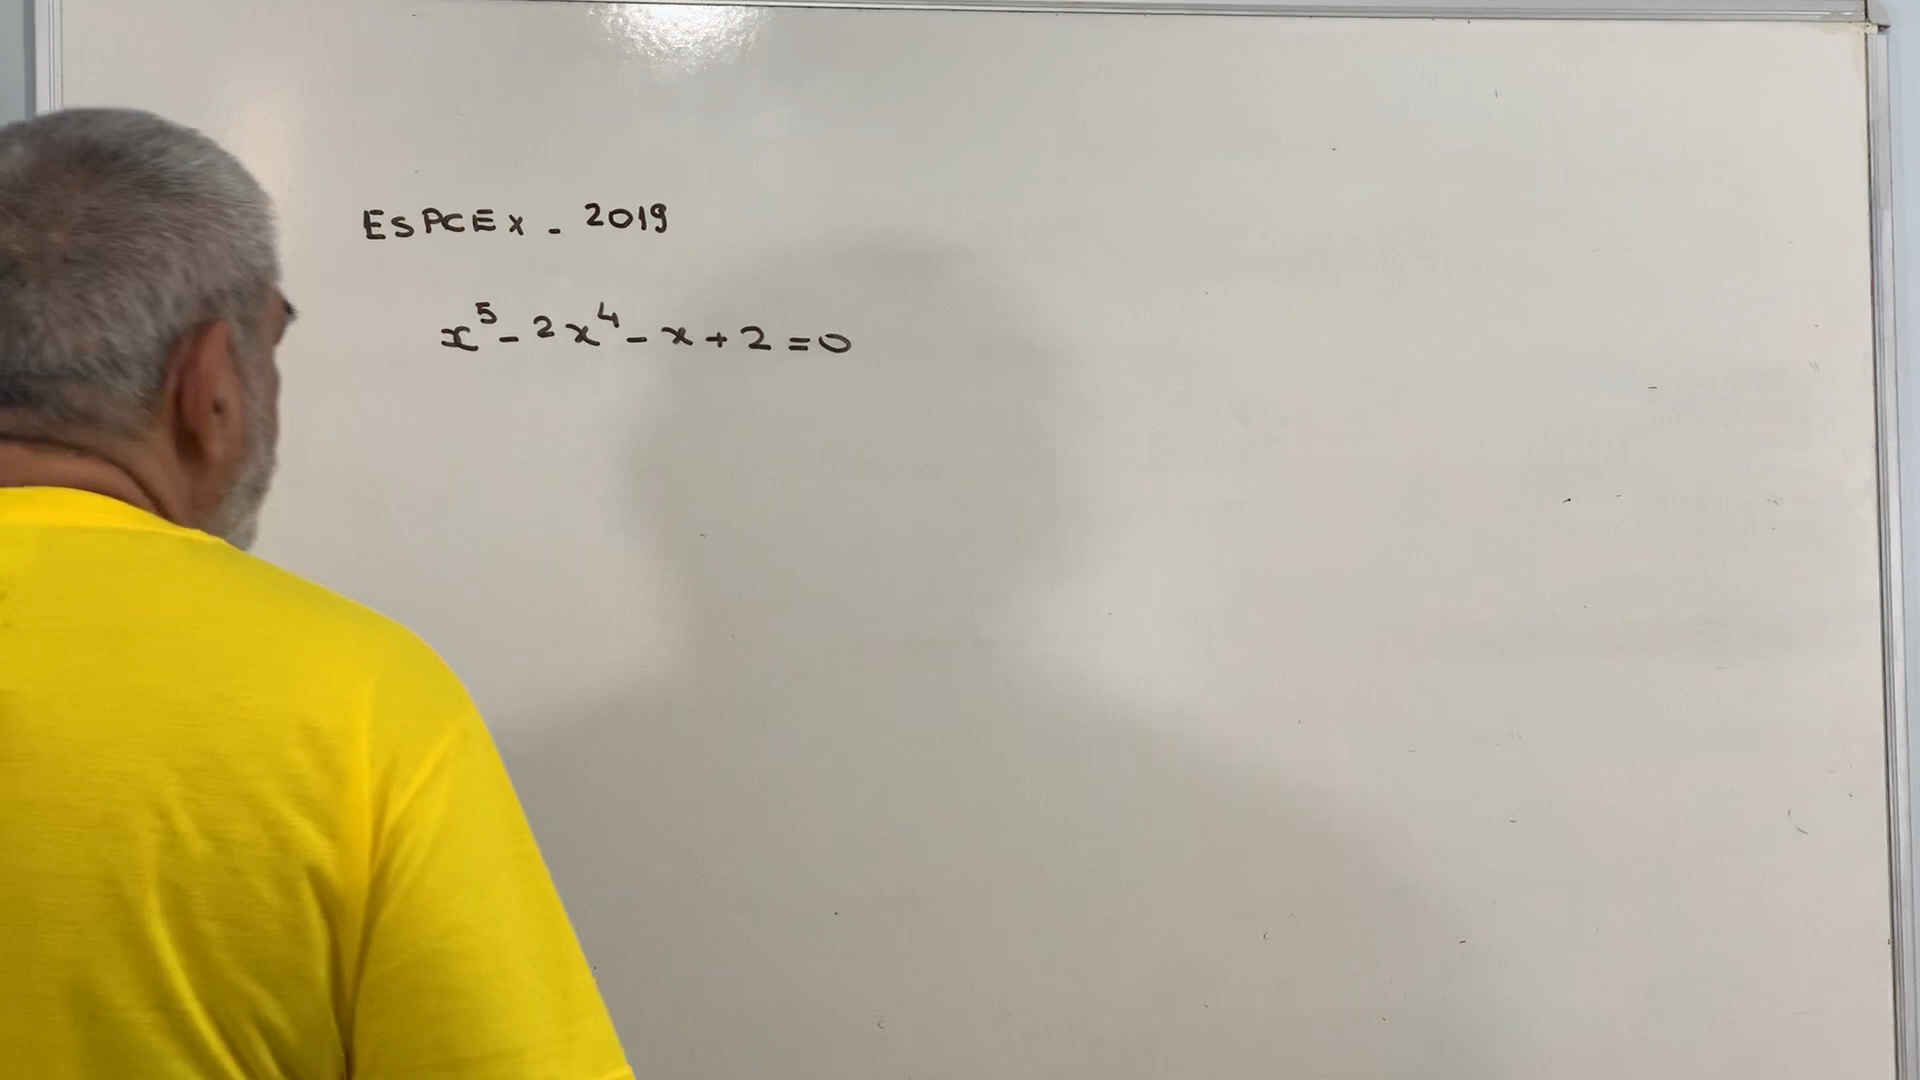 ESPCEX - 2019
x⁵ - 2x⁴ - x + 2 = 0